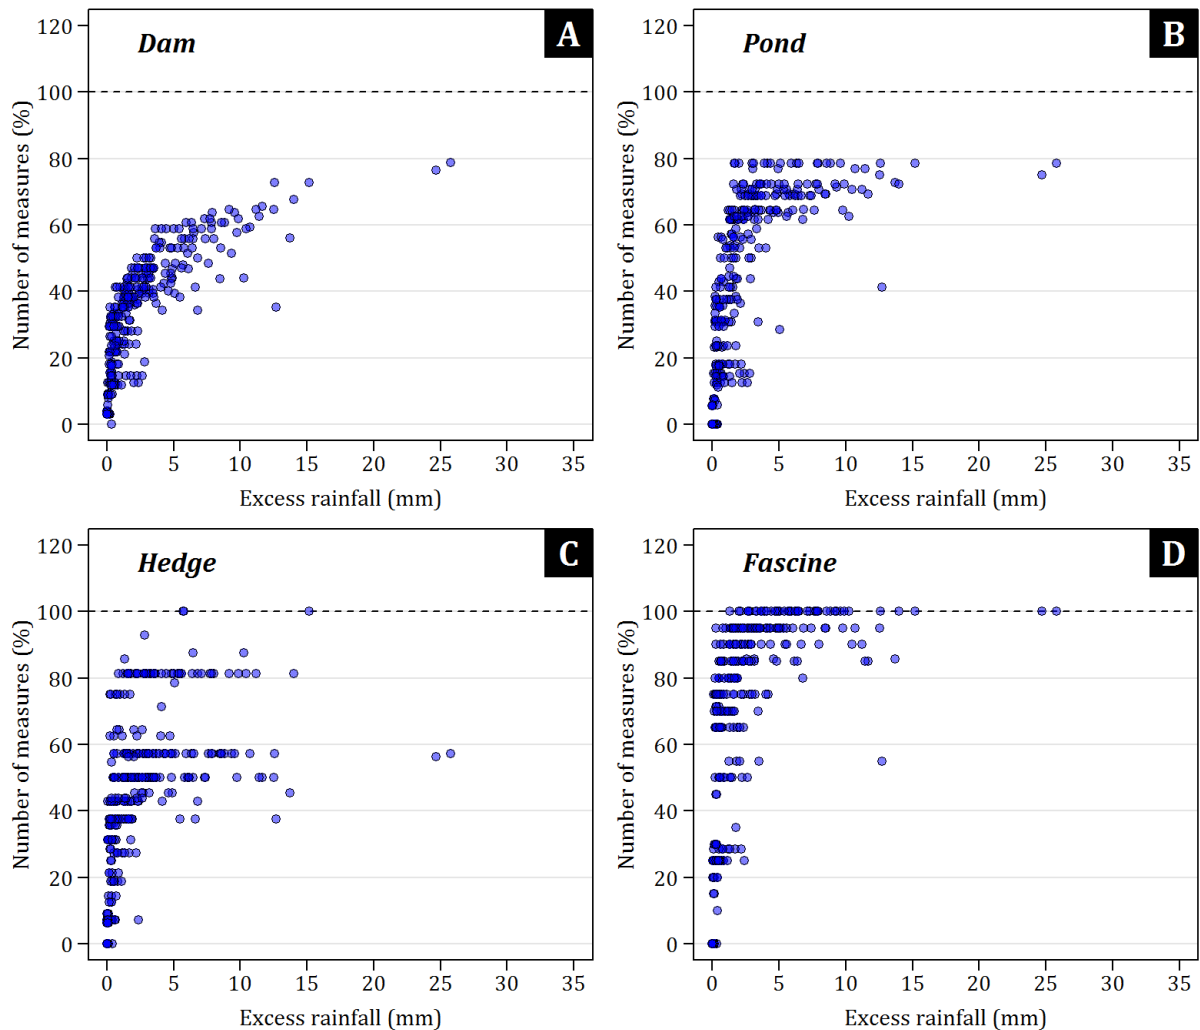 Dam
A
120
100
80
60
40
20
0
Number of measures (%)
0 5 10 15 20 25 30 35
Excess rainfall (mm)
Pond
B
120
100
80
60
40
20
0
Number of measures (%)
0 5 10 15 20 25 30 35
Excess rainfall (mm)
Hedge
C
120
100
80
60
40
20
0
Number of measures (%)
0 5 10 15 20 25 30 35
Excess rainfall (mm)
Fascine
D
120
100
80
60
40
20
0
Number of measures (%)
0 5 10 15 20 25 30 35
Excess rainfall (mm)